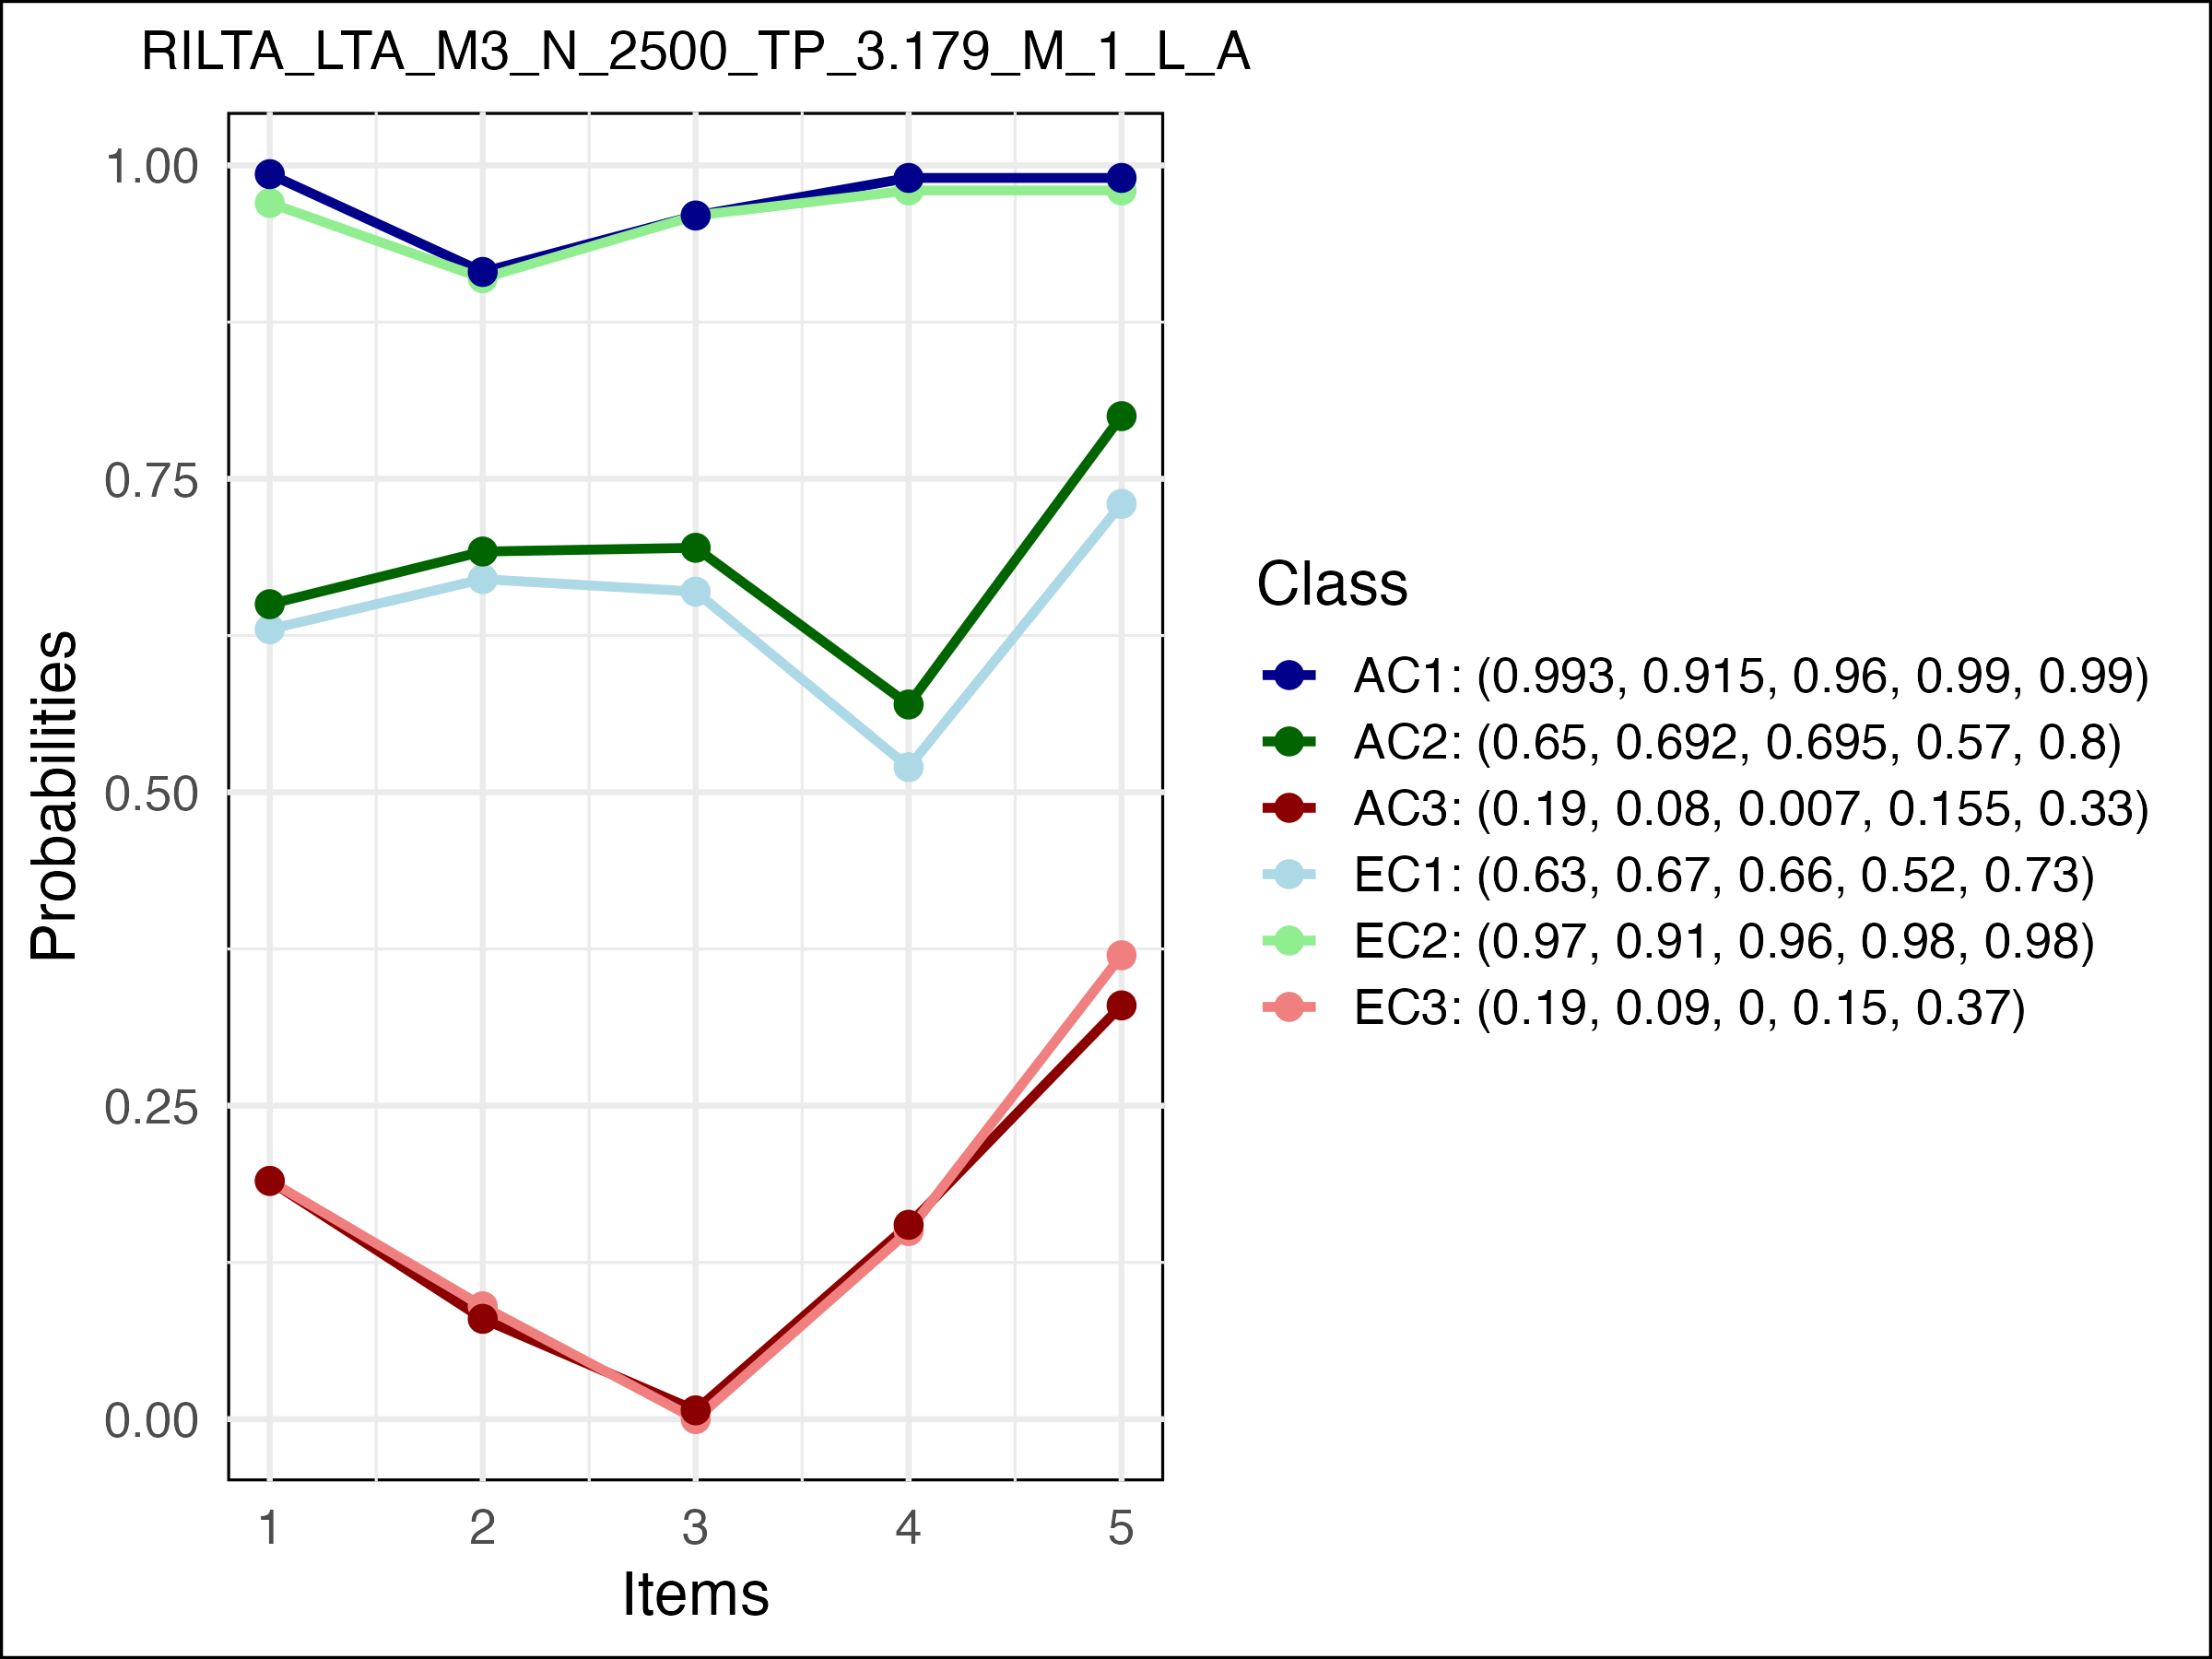 RILTA_LTA_M3_N_2500_TP_3.179_M_1_L_A
1.00
0.75
0.50
0.25
0.00
Probabilities
1 2 3 4 5
Items
Class
AC1: (0.993, 0.915, 0.96, 0.99, 0.99)
AC2: (0.65, 0.692, 0.695, 0.57, 0.8)
AC3: (0.19, 0.08, 0.007, 0.155, 0.33)
EC1: (0.63, 0.67, 0.66, 0.52, 0.73)
EC2: (0.97, 0.91, 0.96, 0.98, 0.98)
EC3: (0.19, 0.09, 0, 0.15, 0.37)